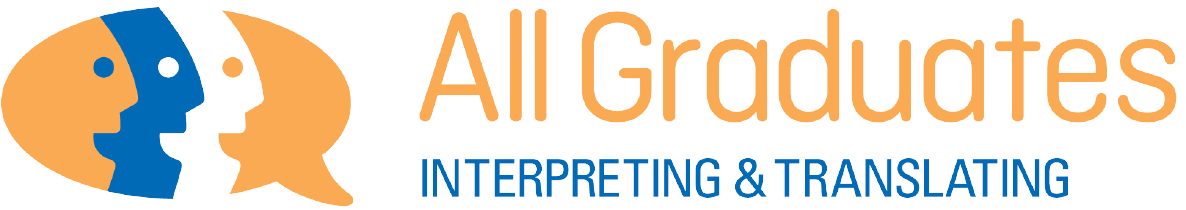 All Graduates
INTERPRETING & TRANSLATING